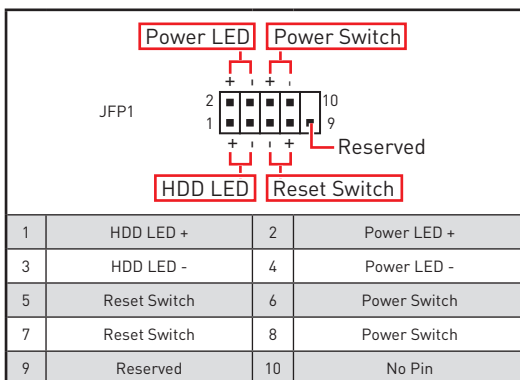 Power LED Power Switch
+ - + -
JFP1
2 10
1 9
+ - - +
Reserved
HDD LED Reset Switch
1 HDD LED + 2 Power LED +
3 HDD LED - 4 Power LED -
5 Reset Switch 6 Power Switch
7 Reset Switch 8 Power Switch
9 Reserved 10 No Pin